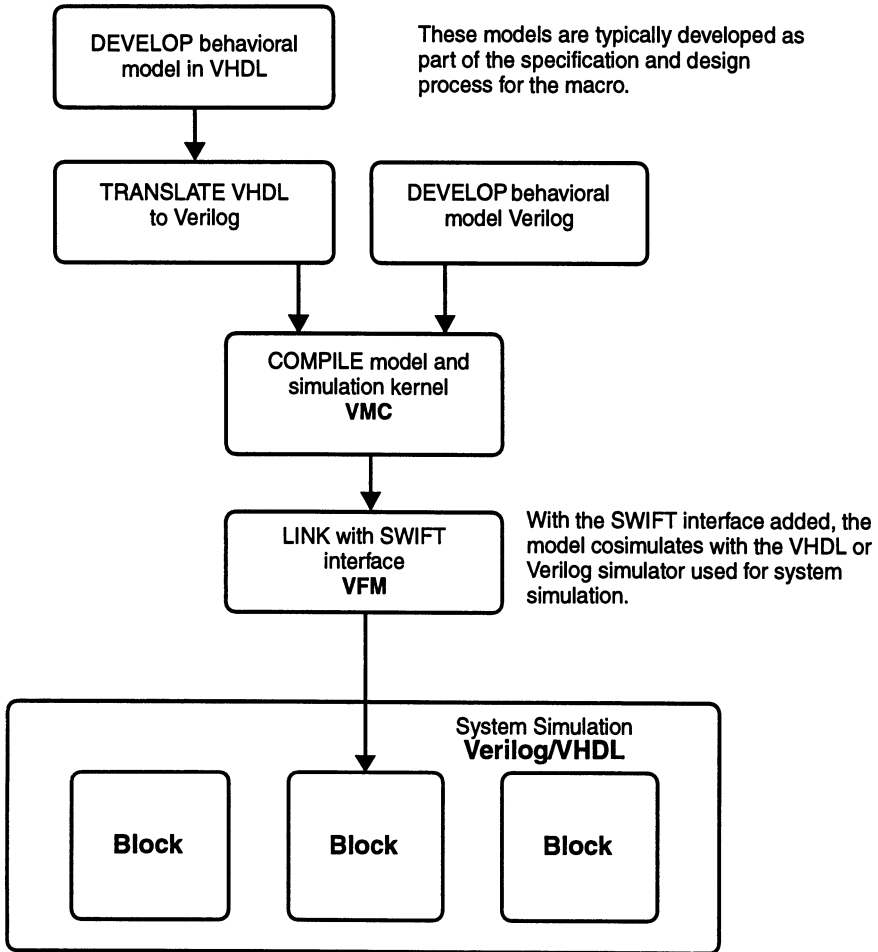 DEVELOP behavioral
model in VHDL
These models are typically developed as
part of the specification and design
process for the macro.
TRANSLATE VHDL
to Verilog
DEVELOP behavioral
model Verilog
COMPILE model and
simulation kernel
VMC
LINK with SWIFT
interface
VFM
With the SWIFT interface added, the
model cosimulates with the VHDL or
Verilog simulator used for system
simulation.
System Simulation
Verilog/VHDL
Block
Block
Block